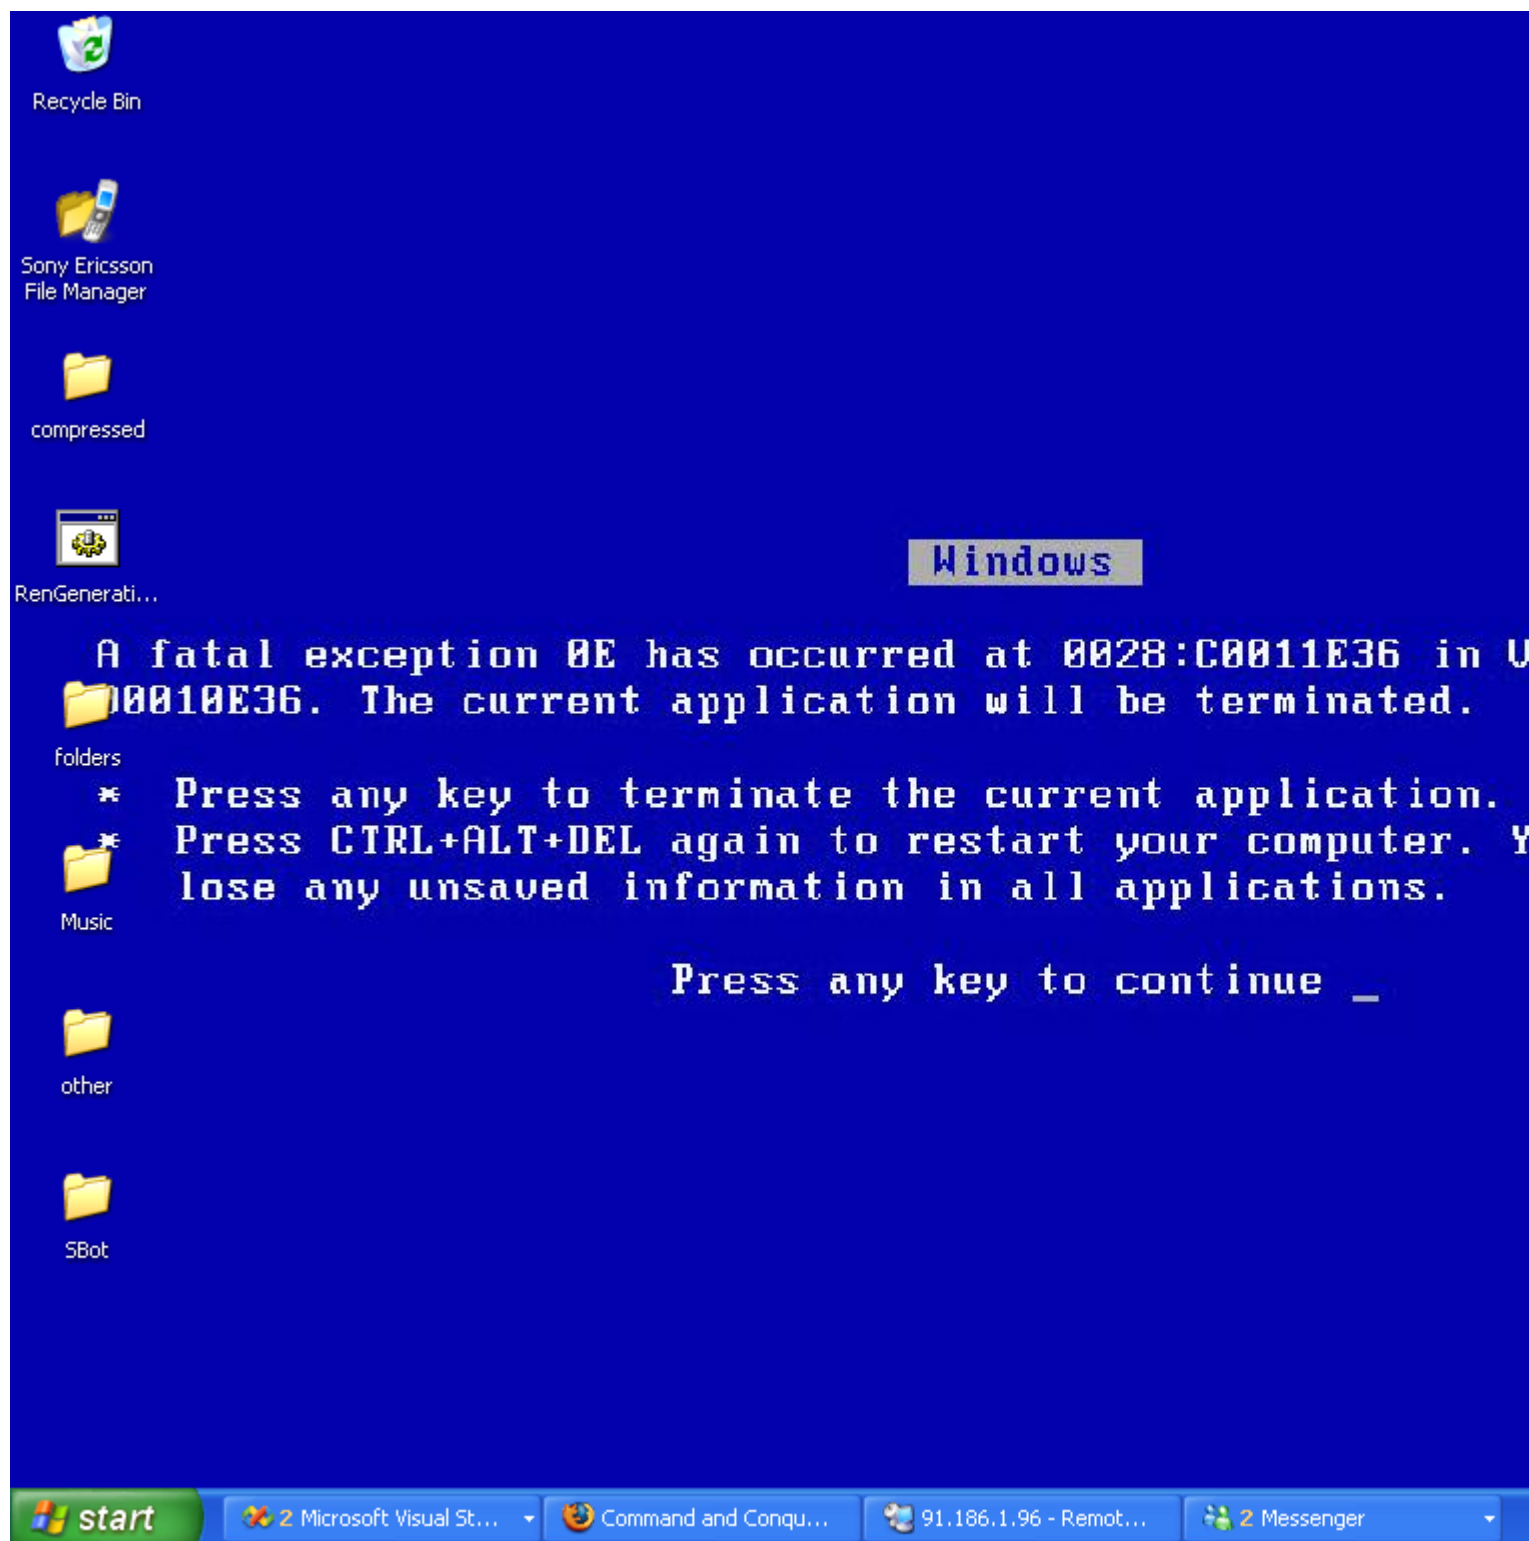 Recycle Bin
Sony Ericsson
File Manager
compressed
RenGenerati...
folders
Music
other
SBot
Windows
A fatal exception 0E has occurred at 0028:C0011E36 in
00010E36. The current application will be terminated.
* Press any key to terminate the current application.
* Press CTRL+ALT+DEL again to restart your computer. Y
lose any unsaved information in all applications.
Press any key to continue _
start
2 Microsoft Visual St...
Command and Conqu...
91.186.1.96 - Remot...
2 Messenger